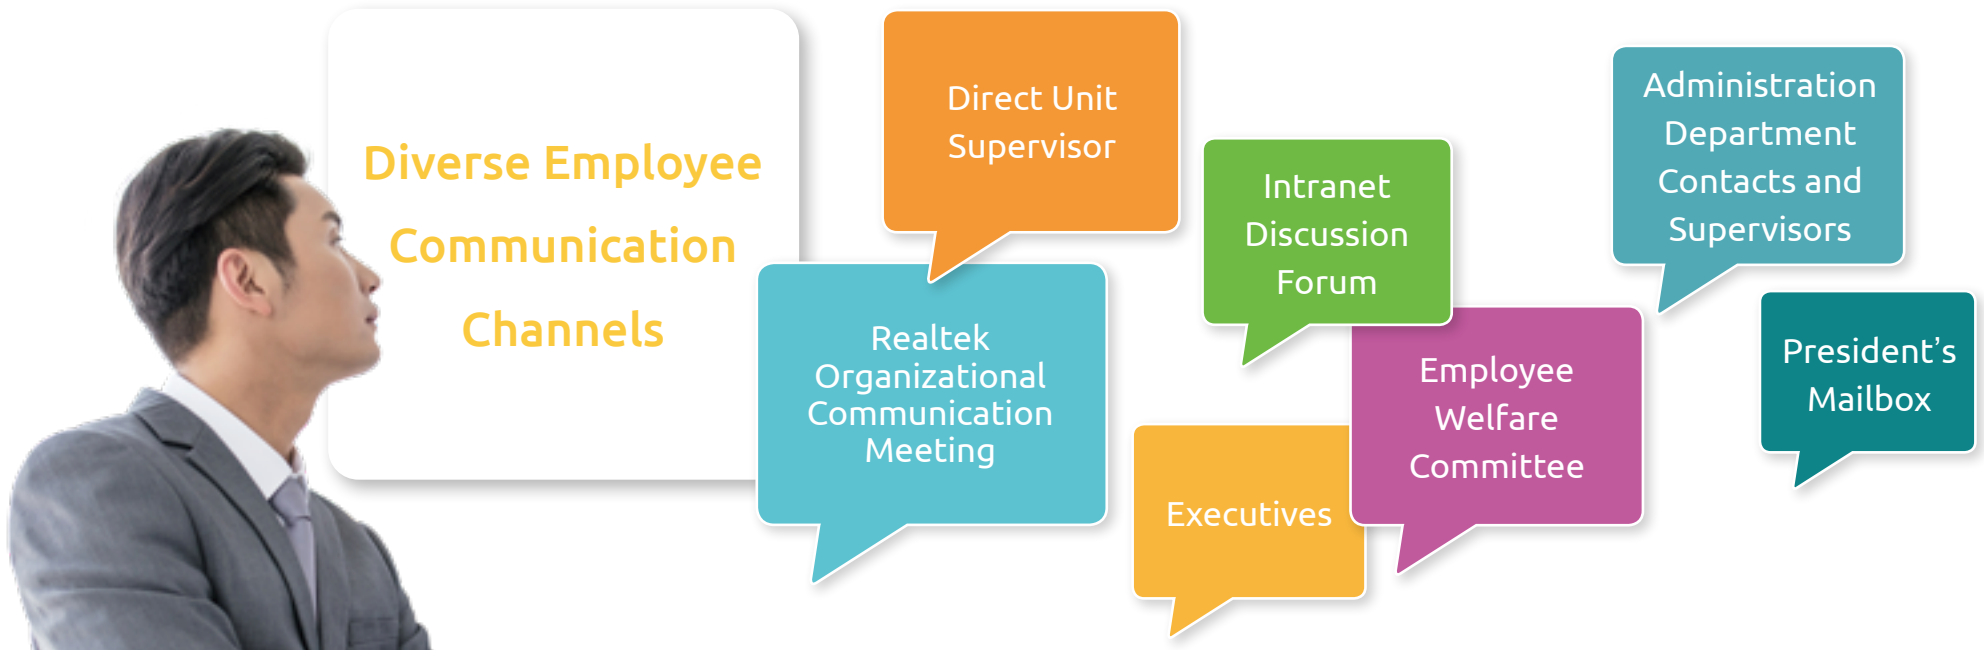 Diverse Employee
Communication
Channels
Direct Unit
Supervisor
Realtek
Organizational
Communication
Meeting
Intranet
Discussion
Forum
Executives
Employee
Welfare
Committee
Administration
Department
Contacts and
Supervisors
President’s
Mailbox